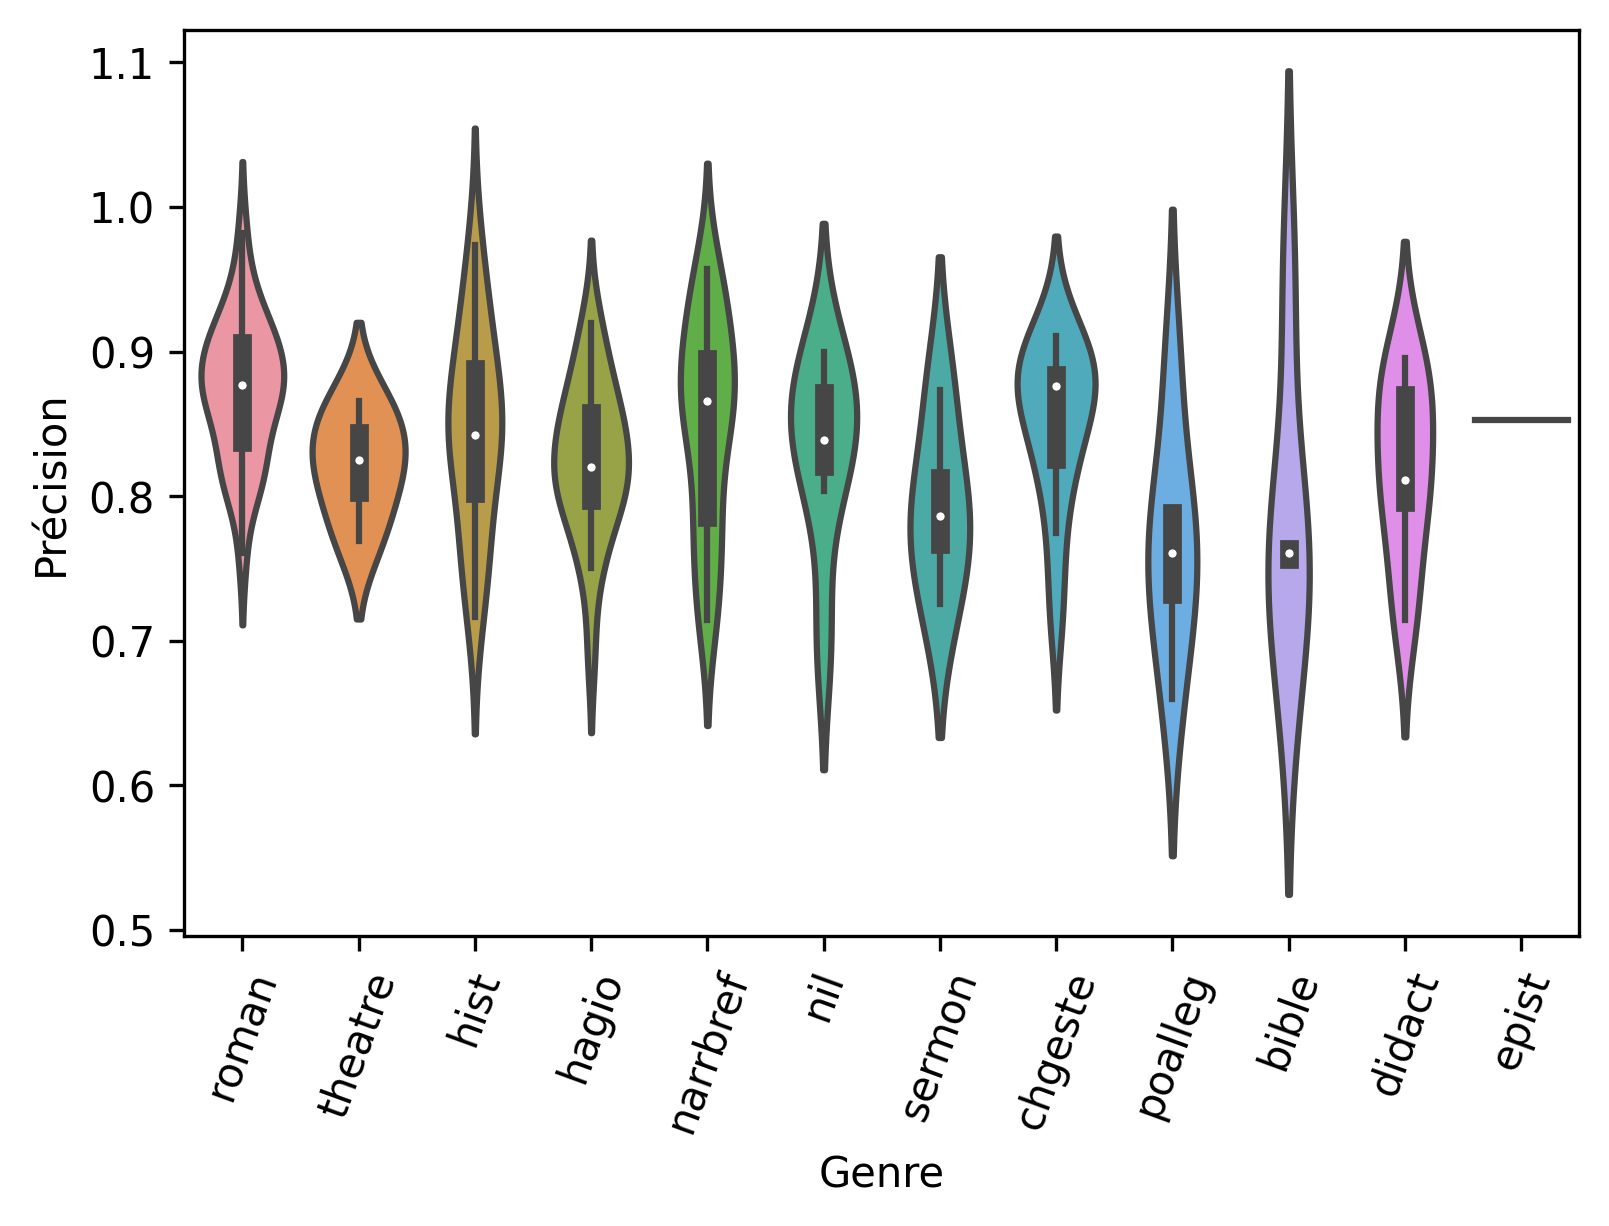 1.1
1.0
0.9
0.8
0.7
0.6
0.5
Précision
roman
theatre
hist
hagio
narrbref
nil
sermon
chgeste
poalleg
bible
didact
epist
Genre